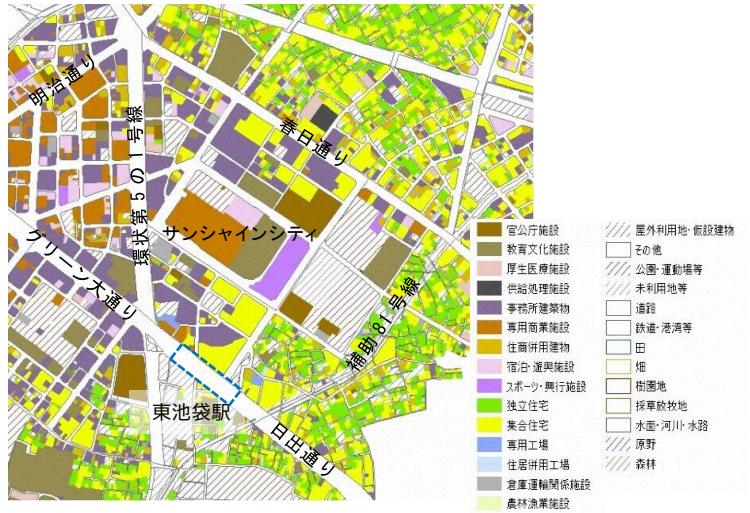 明治通り
環状第5の1号線
春日通り
サンシャインシティ
グリーン大通り
補助81号線
東池袋駅
日出通り
官公庁施設
教育文化施設
厚生医療施設
供給処理施設
事務所建築物
専用商業施設
住商併用建物
宿泊・遊興施設
スポーツ・興行施設
独立住宅
集合住宅
専用工場
住居併用工場
倉庫運輸関係施設
農林漁業施設
屋外利用地・仮設建物
その他
公園・運動場等
未利用地等
道路
鉄道・港湾等
田
畑
樹園地
採草放牧地
水面・河川・水路
原野
森林